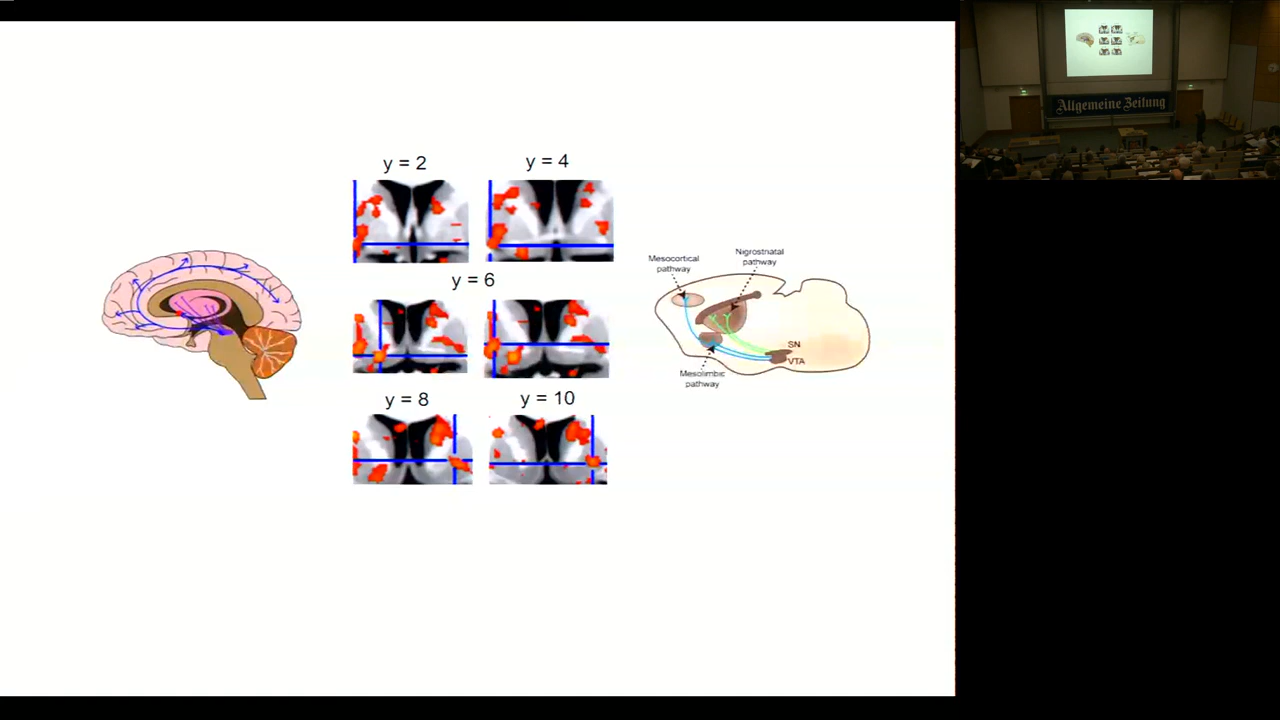 y = 2
y = 4
y = 6
y = 8
y = 10
Mesocortical
pathway
Nigrostriatal
pathway
SN
VTA
Mesolimbic
pathway
Allgemeine Zeitung